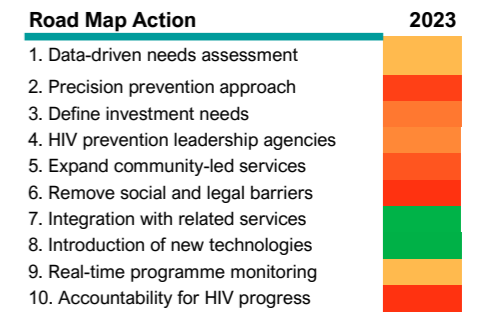 Road Map Action 2023
1. Data-driven needs assessment
2. Precision prevention approach
3. Define investment needs
4. HIV prevention leadership agencies
5. Expand community-led services
6. Remove social and legal barriers
7. Integration with related services
8. Introduction of new technologies
9. Real-time programme monitoring
10. Accountability for HIV progress